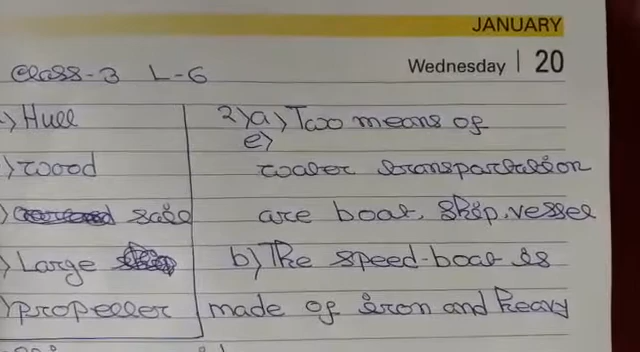 JANUARY
Wednesday | 20
Class-3 L-6
Hull
wood
sail
Large
propeller
2) a) Two means of
e)
water transportation
are boat, ship, vessel
b) The speed-boat is
made of iron and heavy